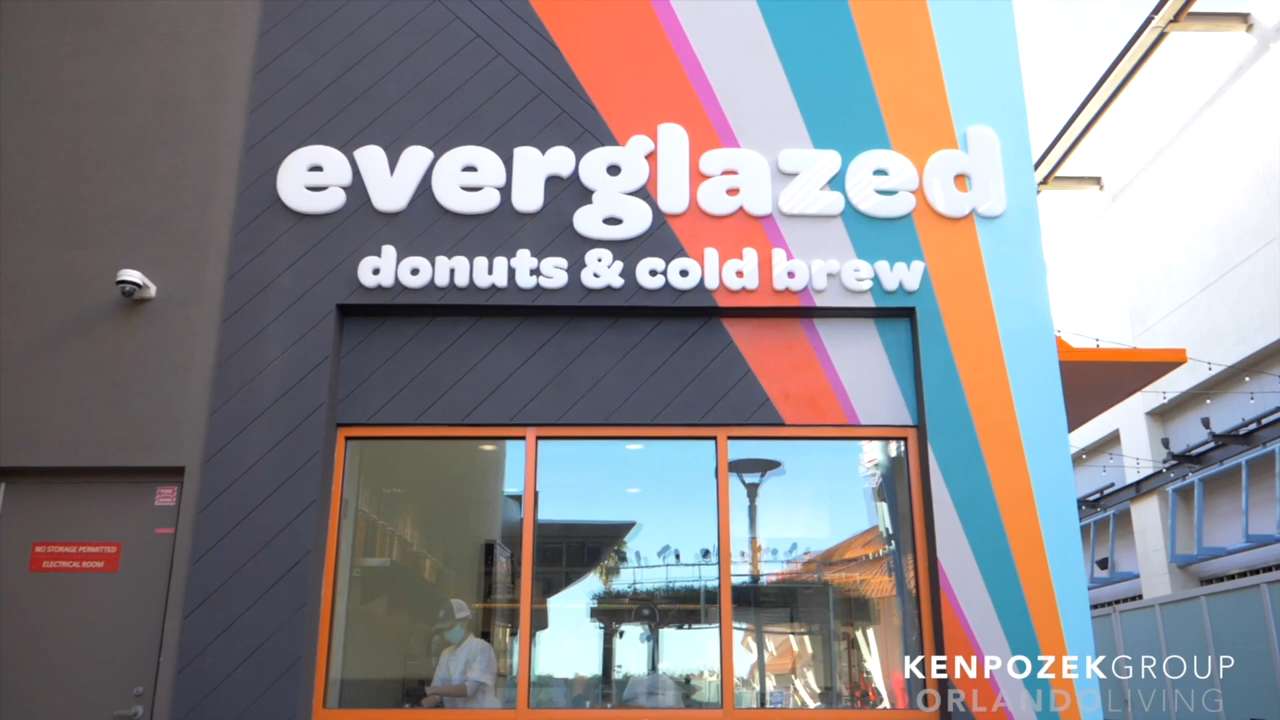 everglazed
donuts & cold brew
NO STORAGE PERMITTED
ELECTRICAL ROOM
KENPOZEKGROUP
ORLANDOLIVING